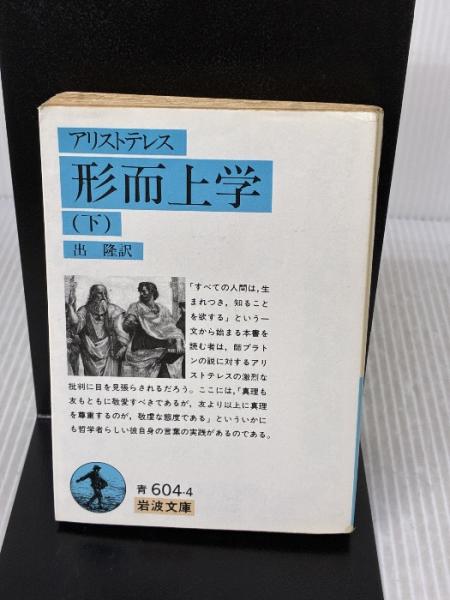 アリストテレス
形而上学
(下)
出 隆訳
「すべての人間は,生
まれつき,知ること
を欲する」という一
文から始まる本書を
読む者は,師プラト
ンの説に対するアリ
ストテレスの激烈な
批判に目を見張らされるだろう。ここには,「真理も
友もともに敬愛すべきであるが,友より以上に真理
を尊重するのが,敬虔な態度である」といういかに
も哲学者らしい彼自身の言葉の実践があるのである。
青 604-4
岩波文庫